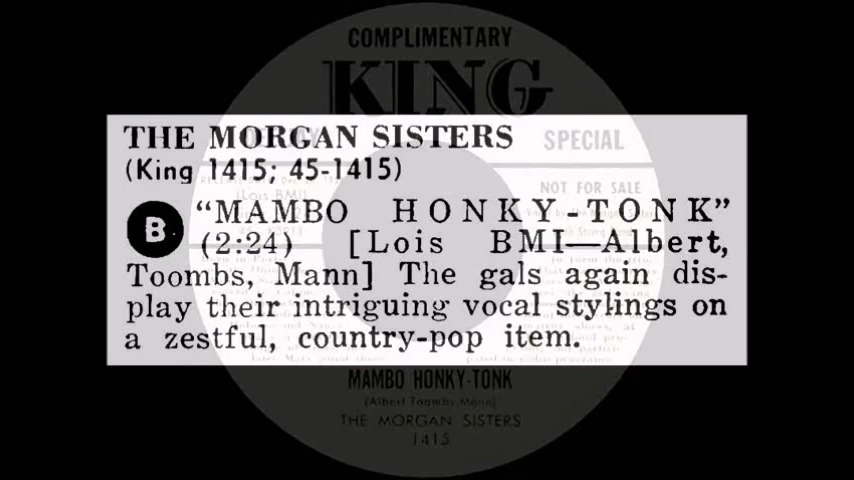 COMPLIMENTARY
KING
THE MORGAN SISTERS
SPECIAL
(King 1415; 45-1415)
NOT FOR SALE
B "MAMBO HONKY-TONK"
(2:24) [Lois BMI—Albert,
Toombs, Mann] The gals again dis-
play their intriguing vocal stylings on
a zestful, country-pop item.
MAMBO HONKY-TONK
(Albert-Toombs-Mann)
THE MORGAN SISTERS
1415